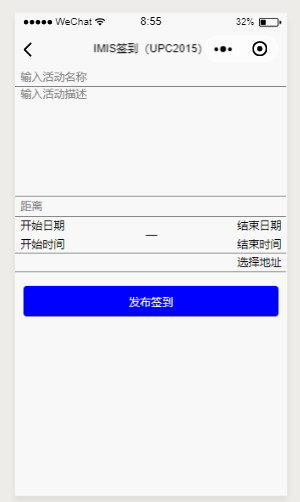 WeChat 8:55 32%
IMIS签到（UPC2015）
输入活动名称
输入活动描述
距离
开始日期 — 结束日期
开始时间 结束时间
选择地址
发布签到